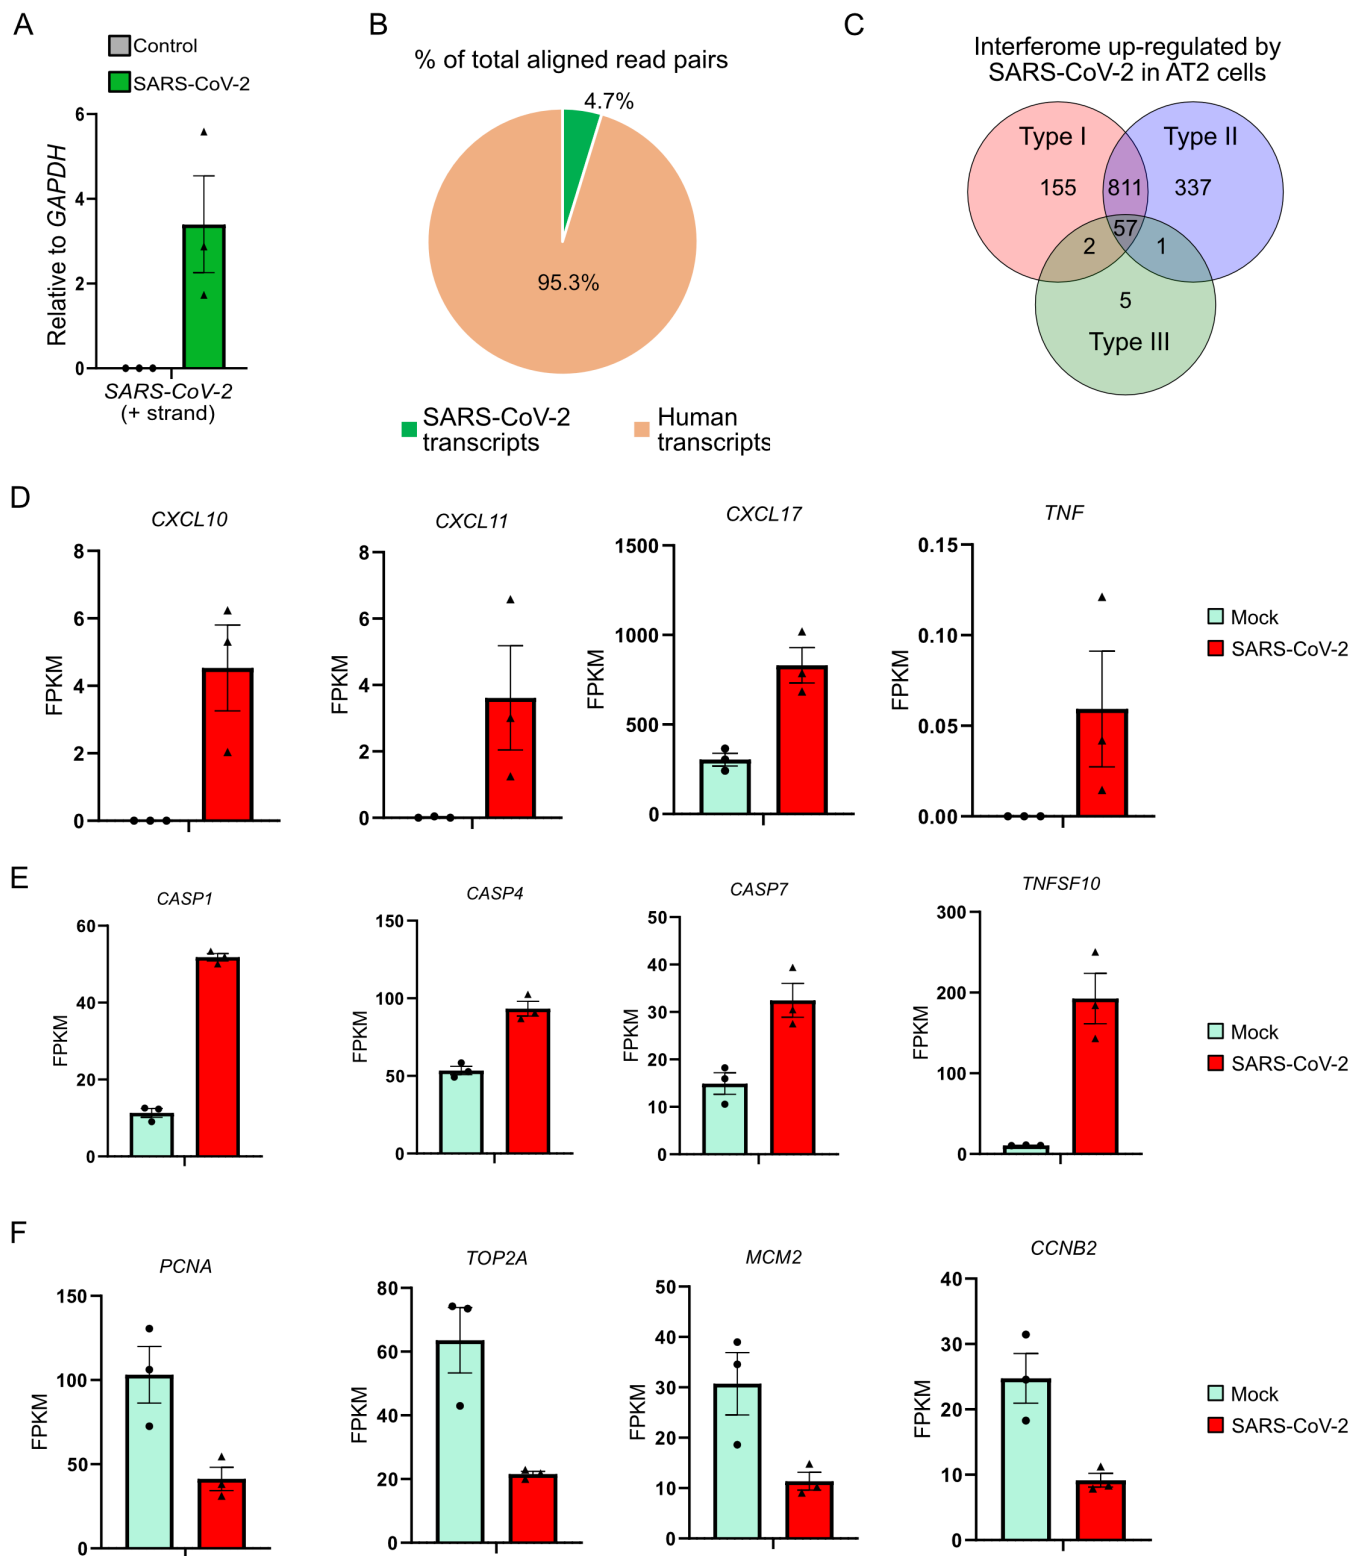 A
Control
SARS-CoV-2
Relative to GAPDH
6
4
2
0
SARS-CoV-2
(+ strand)
B
% of total aligned read pairs
4.7%
95.3%
SARS-CoV-2
transcripts
Human
transcripts
C
Interferome up-regulated by
SARS-CoV-2 in AT2 cells
Type I
Type II
155
811
337
57
2
1
5
Type III
D
CXCL10
FPKM
8
6
4
2
0
CXCL11
FPKM
8
6
4
2
0
CXCL17
FPKM
1500
1000
500
0
TNF
FPKM
0.15
0.10
0.05
0.00
Mock
SARS-CoV-2
E
CASP1
FPKM
60
40
20
0
CASP4
FPKM
150
100
50
0
CASP7
FPKM
50
40
30
20
10
0
TNFSF10
FPKM
300
200
100
0
Mock
SARS-CoV-2
F
PCNA
FPKM
150
100
50
0
TOP2A
FPKM
80
60
40
20
0
MCM2
FPKM
50
40
30
20
10
0
CCNB2
FPKM
40
30
20
10
0
Mock
SARS-CoV-2